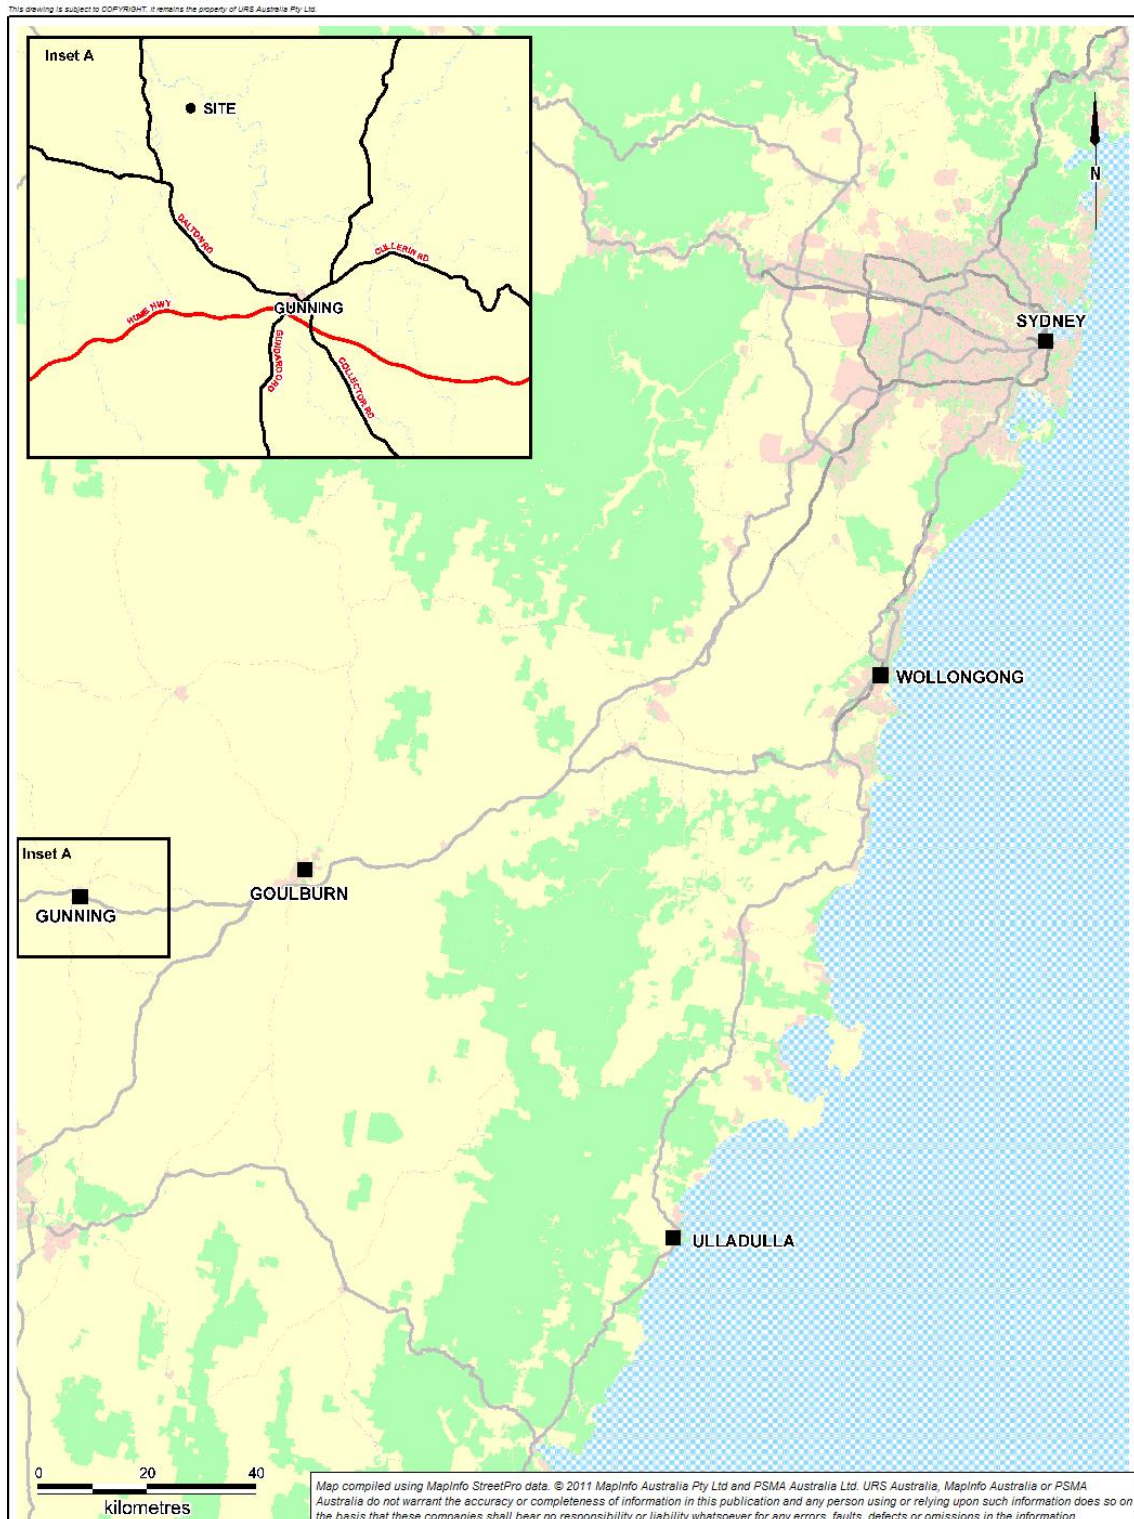 This drawing is subject to COPYRIGHT. It remains the property of URS Australia Pty Ltd.
Inset A
SITE
DALTON RD
CULLERIN RD
HUME HWY
GUNNING
GUNDAROO RD
COLLECTOR RD
N
SYDNEY
WOLLONGONG
Inset A
GUNNING
GOULBURN
ULLADULLA
0 20 40
kilometres
Map compiled using MapInfo StreetPro data. © 2011 MapInfo Australia Pty Ltd and PSMA Australia Ltd. URS Australia, MapInfo Australia or PSMA
Australia do not warrant the accuracy or completeness of information in this publication and any person using or relying upon such information does so on
the basis that these companies shall bear no responsibility or liability whatsoever for any errors, faults, defects or omissions in the information.